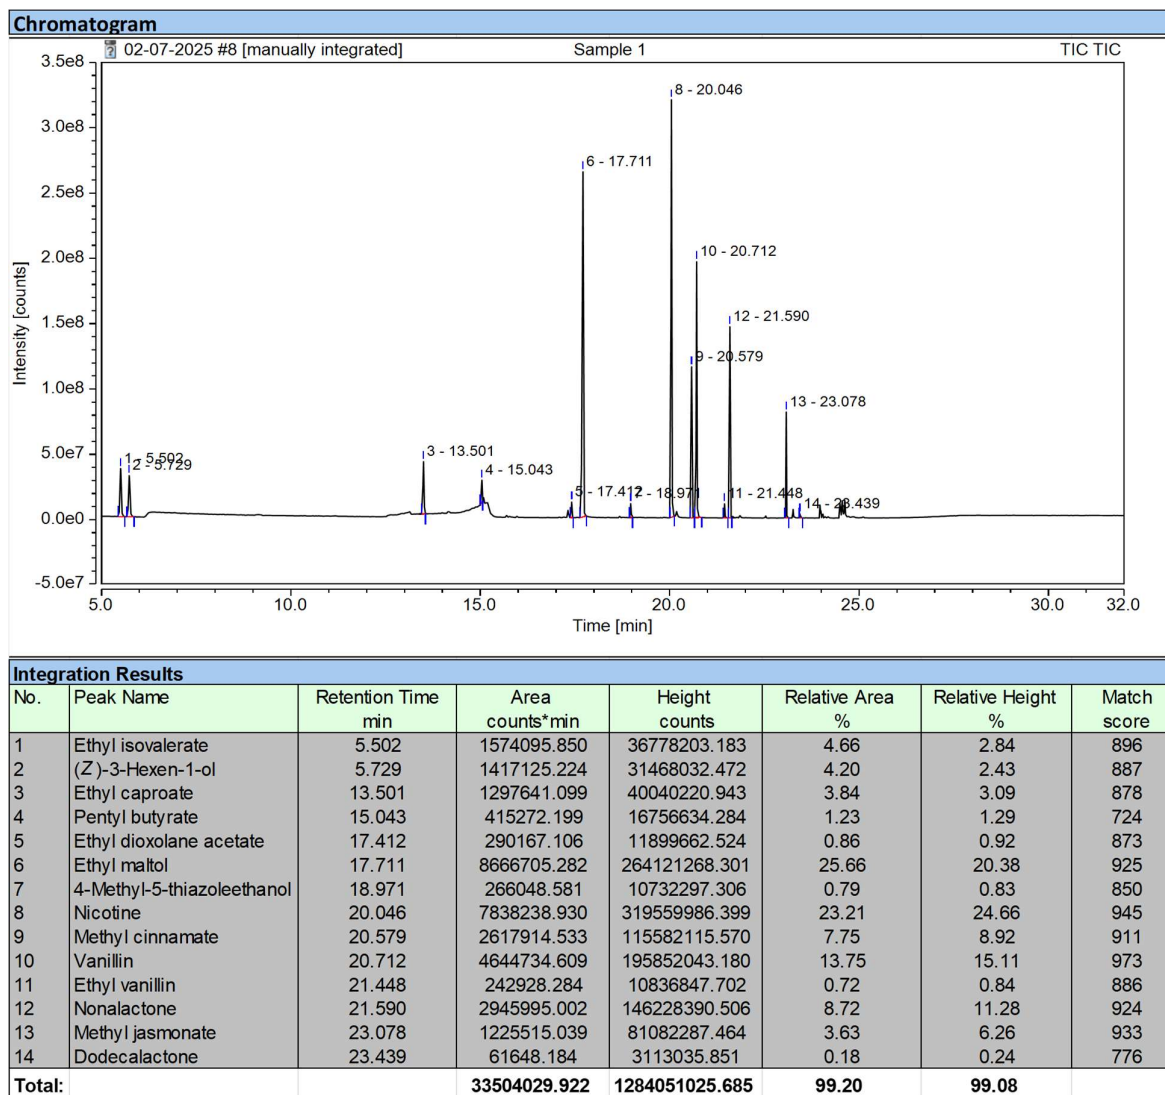 Chromatogram
02-07-2025 #8 [manually integrated] Sample 1 TIC TIC
3.5e8
3.0e8
2.5e8
2.0e8
1.5e8
1.0e8
5.0e7
0.0e0
-5.0e7
Intensity [counts]
1 - 5.502
2 - 5.729
3 - 13.501
4 - 15.043
5 - 17.412
6 - 17.711
7 - 18.971
8 - 20.046
9 - 20.579
10 - 20.712
11 - 21.448
12 - 21.590
13 - 23.078
14 - 23.439
5.0 10.0 15.0 20.0 25.0 30.0 32.0
Time [min]
Integration Results
No. Peak Name Retention Time Area Height Relative Area Relative Height Match
min counts*min counts % % score
1 Ethyl isovalerate 5.502 1574095.850 36778203.183 4.66 2.84 896
2 (Z)-3-Hexen-1-ol 5.729 1417125.224 31468032.472 4.20 2.43 887
3 Ethyl caproate 13.501 1297641.099 40040220.943 3.84 3.09 878
4 Pentyl butyrate 15.043 415272.199 16756634.284 1.23 1.29 724
5 Ethyl dioxolane acetate 17.412 290167.106 11899662.524 0.86 0.92 873
6 Ethyl maltol 17.711 8666705.282 264121268.301 25.66 20.38 925
7 4-Methyl-5-thiazoleethanol 18.971 266048.581 10732297.306 0.79 0.83 850
8 Nicotine 20.046 7838238.930 319559986.399 23.21 24.66 945
9 Methyl cinnamate 20.579 2617914.533 115582115.570 7.75 8.92 911
10 Vanillin 20.712 4644734.609 195852043.180 13.75 15.11 973
11 Ethyl vanillin 21.448 242928.284 10836847.702 0.72 0.84 886
12 Nonalactone 21.590 2945995.002 146228390.506 8.72 11.28 924
13 Methyl jasmonate 23.078 1225515.039 81082287.464 3.63 6.26 933
14 Dodecalactone 23.439 61648.184 3113035.851 0.18 0.24 776
Total: 33504029.922 1284051025.685 99.20 99.08